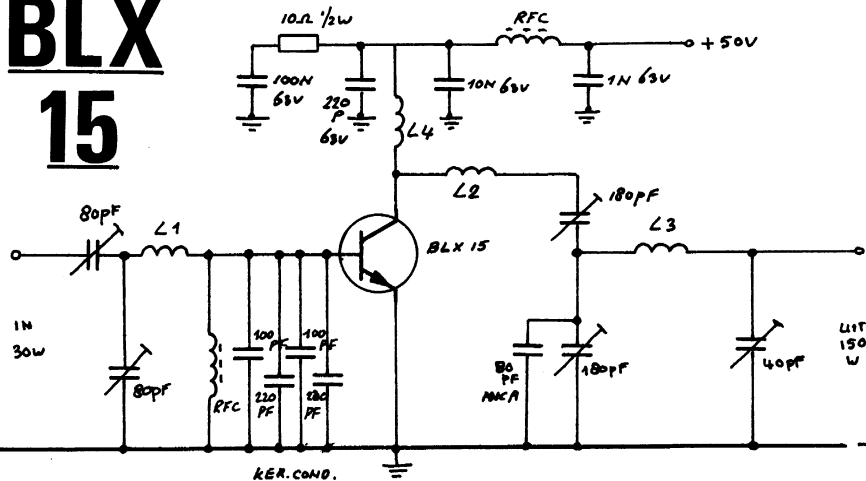 BLX
15
10Ω 1/2W
RFC
+50V
100N
63V
220
P
63V
10N 63V
1N 63V
L4
L2
180pF
80pF
L1
L3
BLX 15
IN
30W
80pF
RFC
100
PF
220
PF
100
PF
PF
80
PF
MICA
180pF
40pF
UIT
150
W
KER.COND.